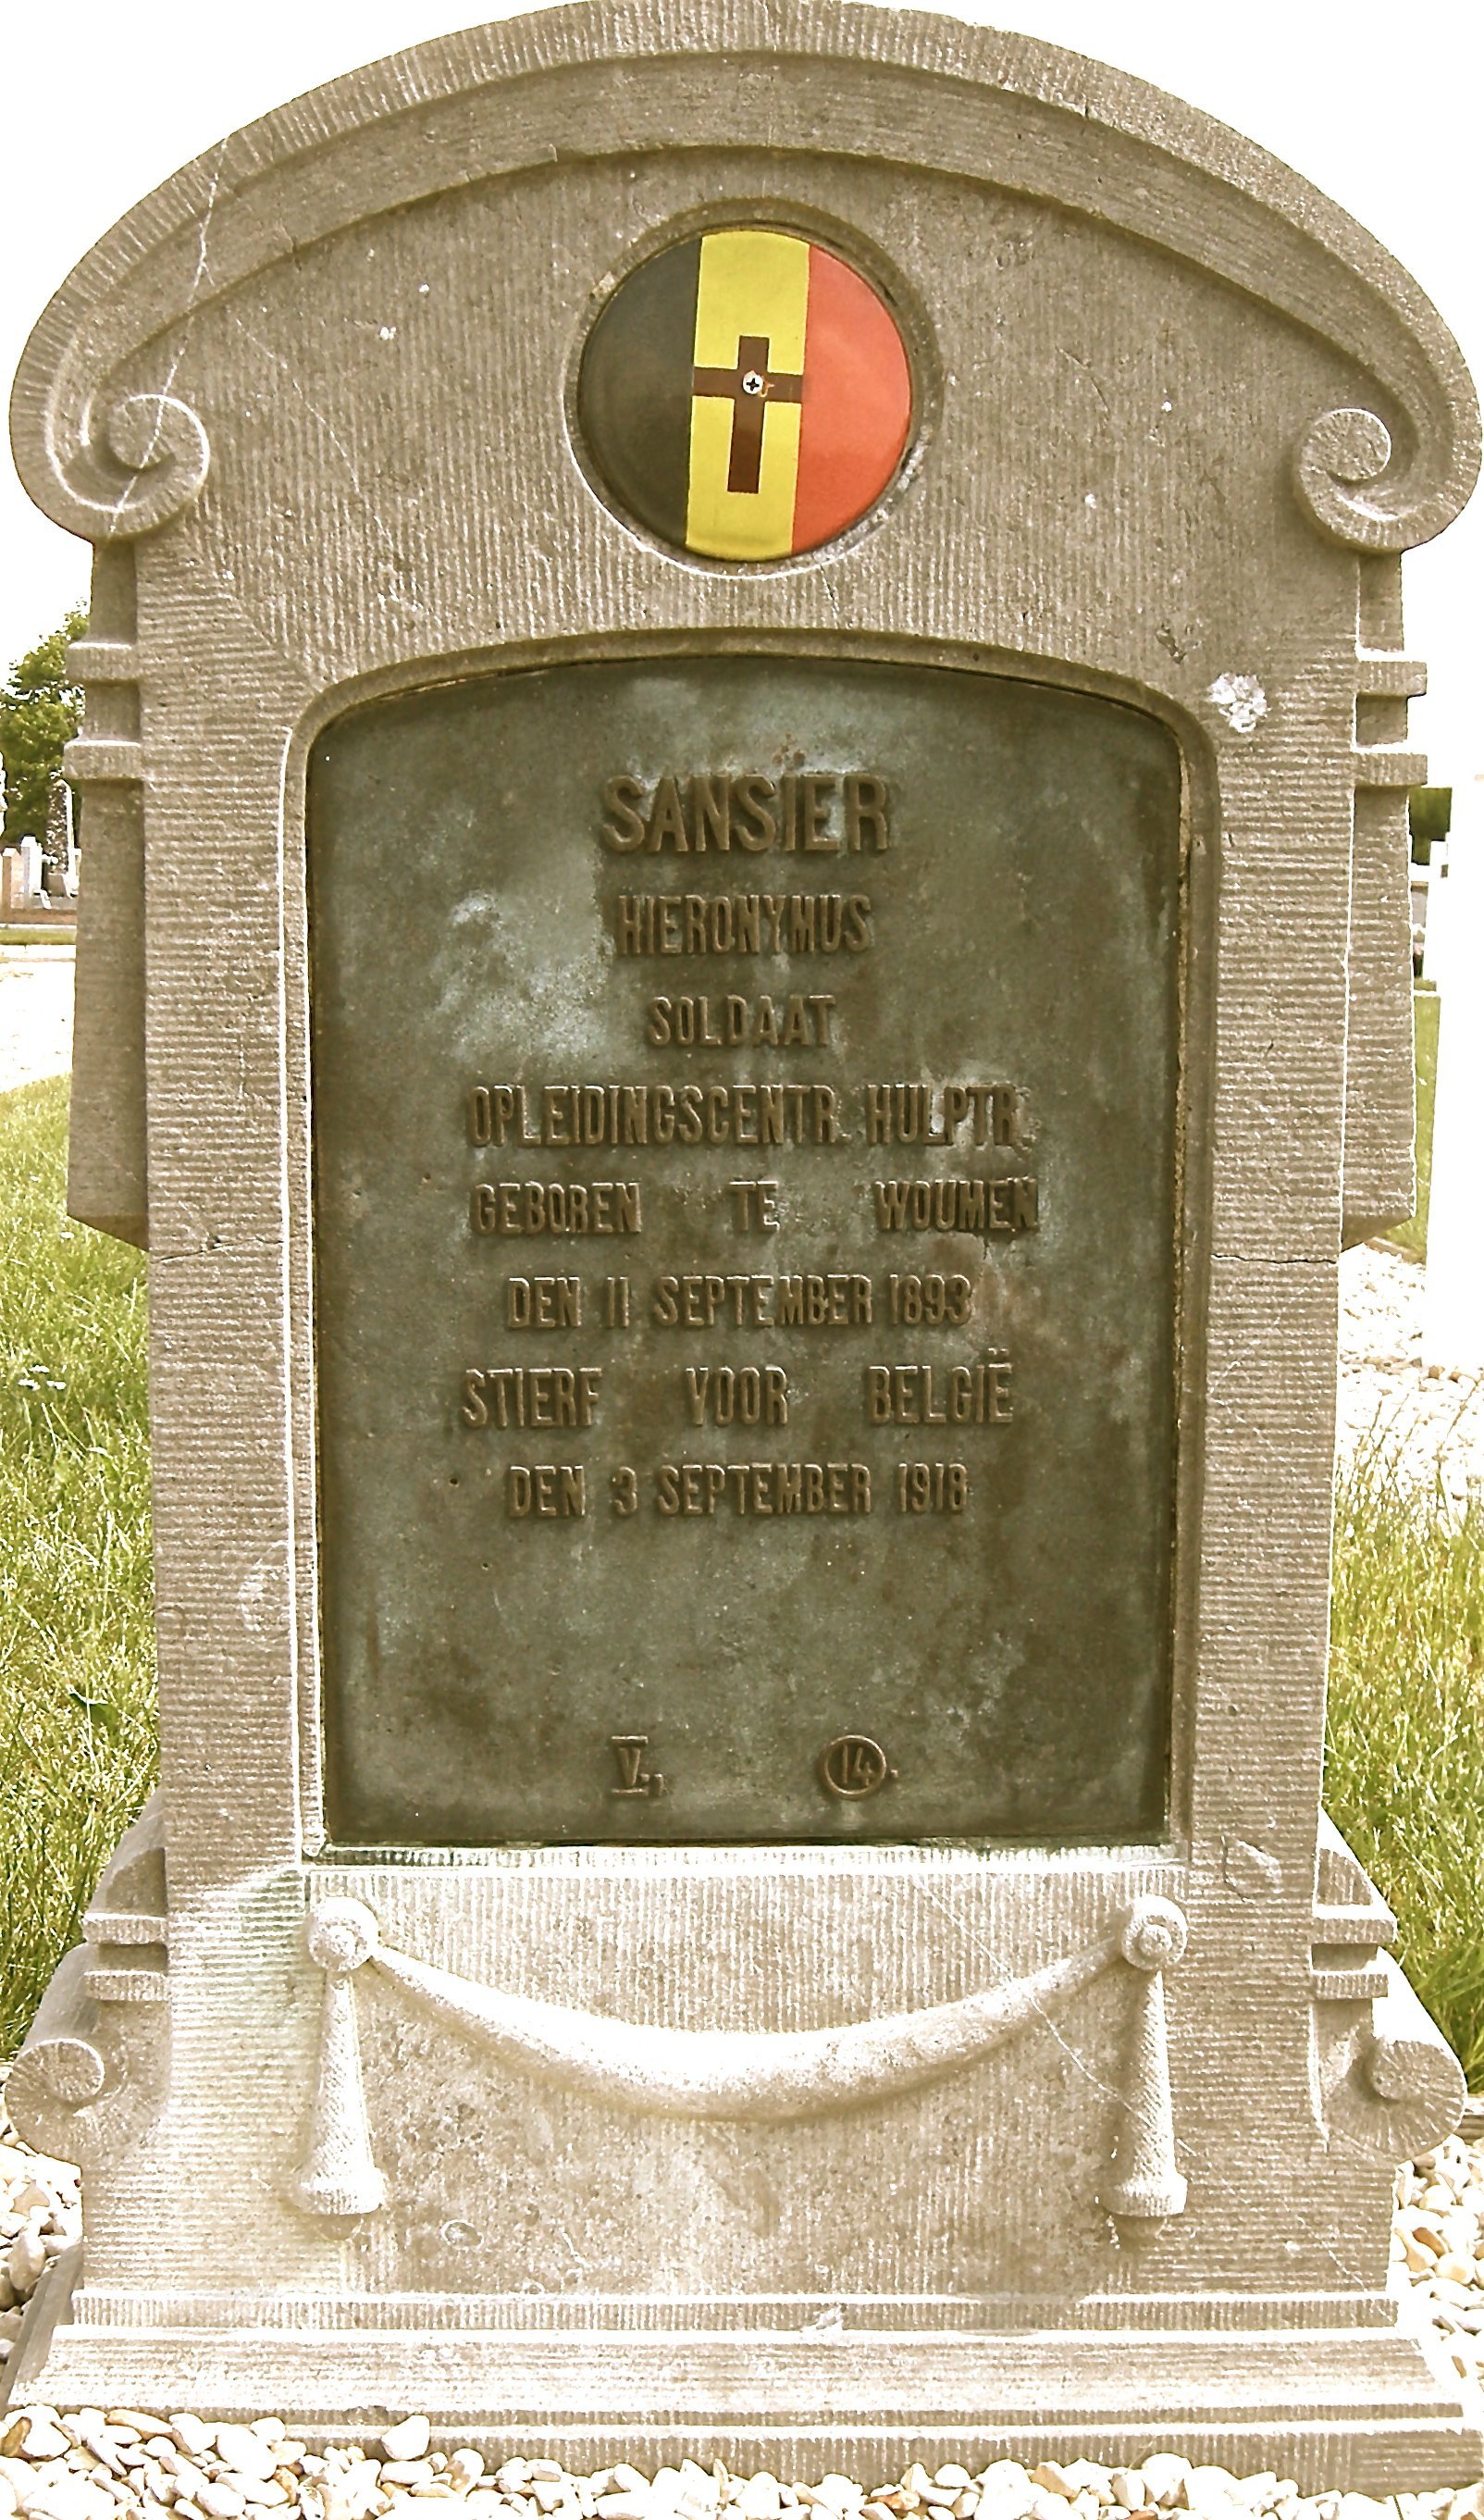 SANSIER
HIERONYMUS
SOLDAAT
OPLEIDINGSCENTR. HULPTR.
GEBOREN TE WOUMEN
DEN 11 SEPTEMBER 1893
STIERF VOOR BELGIË
DEN 3 SEPTEMBER 1918
V. 14.